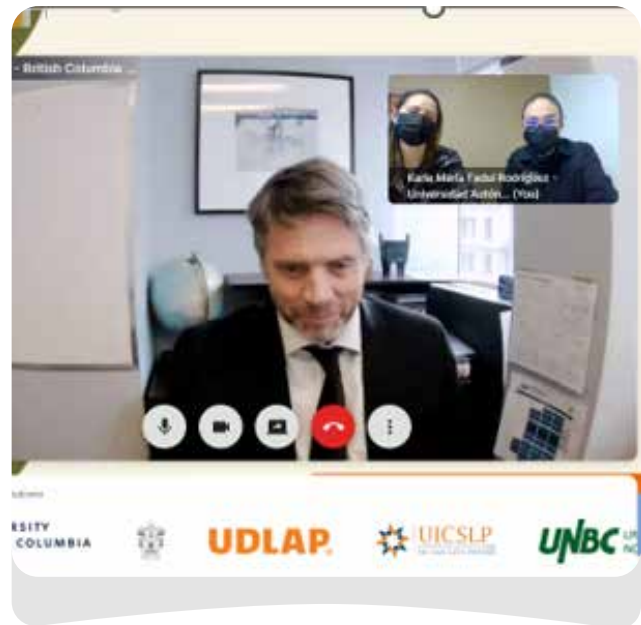 - British Columbia ...
Karla María Fadul Rodríguez -
Universidad Autón... (You)
RSITY
COLUMBIA
UDLAP
UICSLP
UNBC